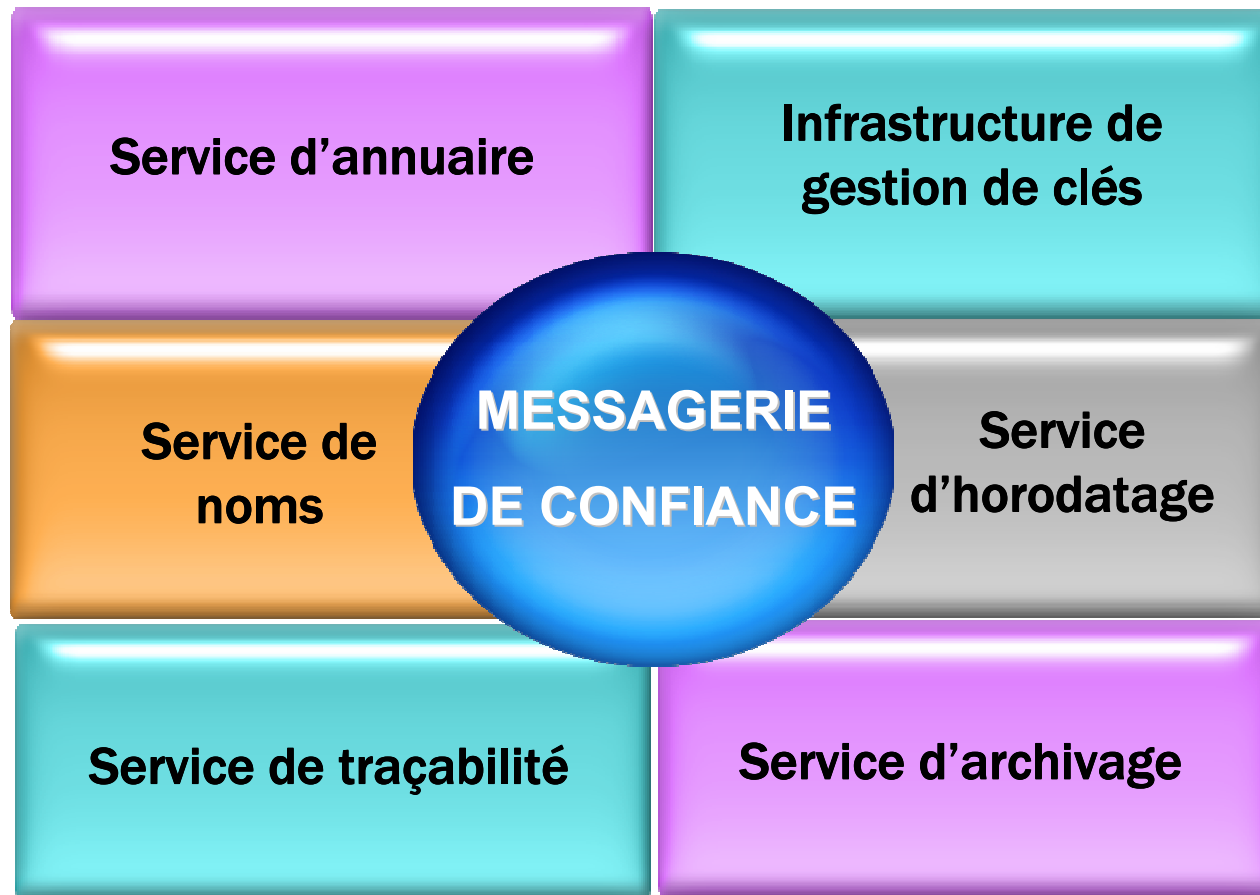 Service d’annuaire
Infrastructure de
gestion de clés
MESSAGERIE
DE CONFIANCE
Service de
noms
Service
d’horodatage
Service de traçabilité
Service d’archivage